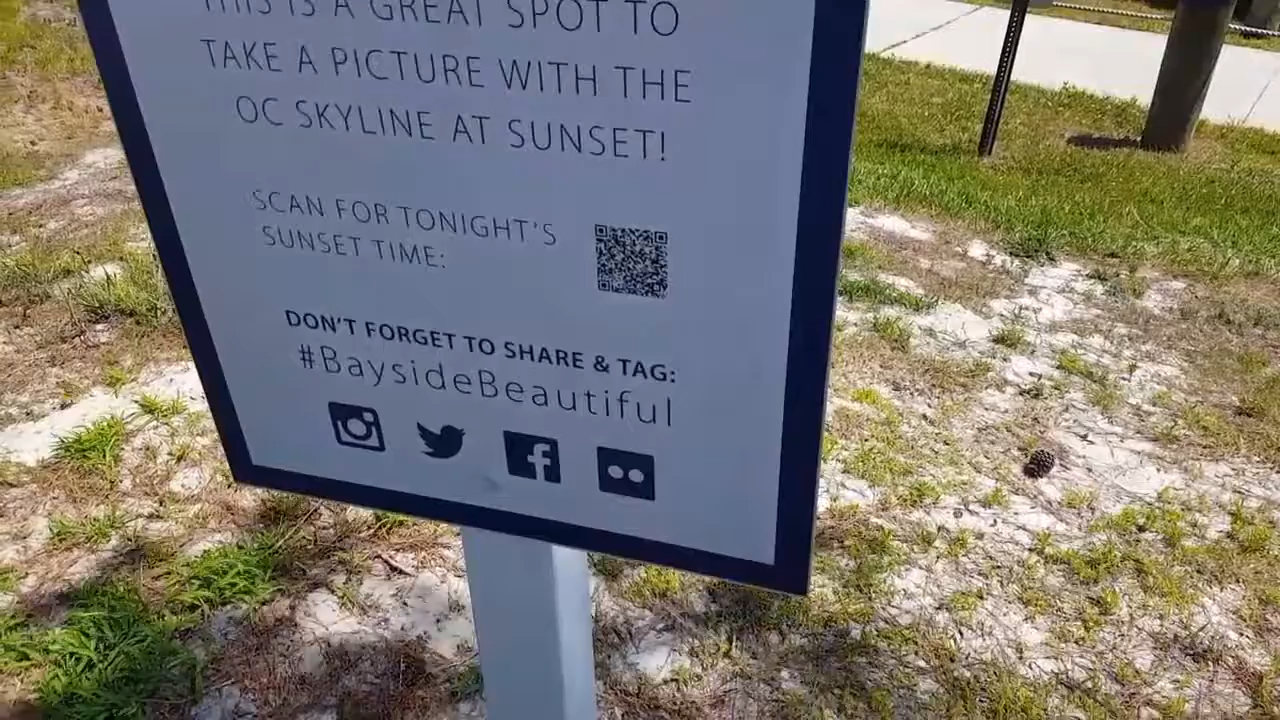 THIS IS A GREAT SPOT TO
TAKE A PICTURE WITH THE
OC SKYLINE AT SUNSET!
SCAN FOR TONIGHT'S
SUNSET TIME:
DON'T FORGET TO SHARE & TAG:
#BaysideBeautiful